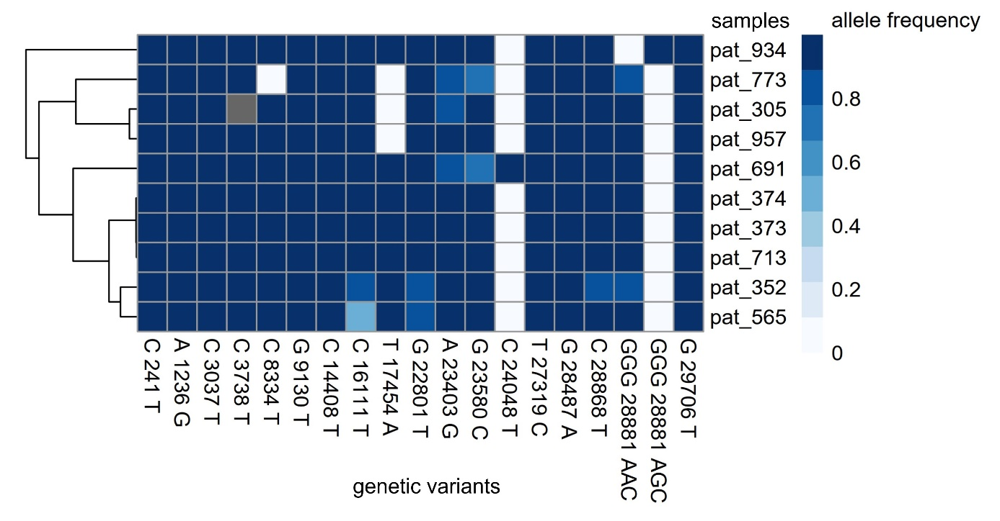 samples
allele frequency
pat_934
pat_773
pat_305
pat_957
pat_691
pat_374
pat_373
pat_713
pat_352
pat_565
0.8
0.6
0.4
0.2
0
C 241 T
A 1236 G
C 3037 T
C 3738 T
C 8334 T
G 9130 T
C 14408 T
C 16111 T
T 17454 A
G 22801 T
A 23403 G
G 23580 C
C 24048 T
T 27319 C
G 28487 A
C 28868 T
GGG 28881 AAC
GGG 28881 AGC
G 29706 T
genetic variants